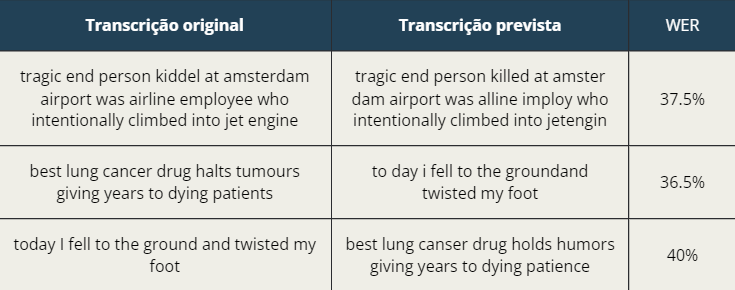 Transcrição original Transcrição prevista WER
tragic end person kiddel at amsterdam
airport was airline employee who
intentionally climbed into jet engine
tragic end person killed at amster
dam airport was alline imploy who
intentionally climbed into jetengin
37.5%
best lung cancer drug halts tumours
giving years to dying patients
to day i fell to the groundand
twisted my foot
36.5%
today I fell to the ground and twisted my
foot
best lung canser drug holds humors
giving years to dying patience
40%